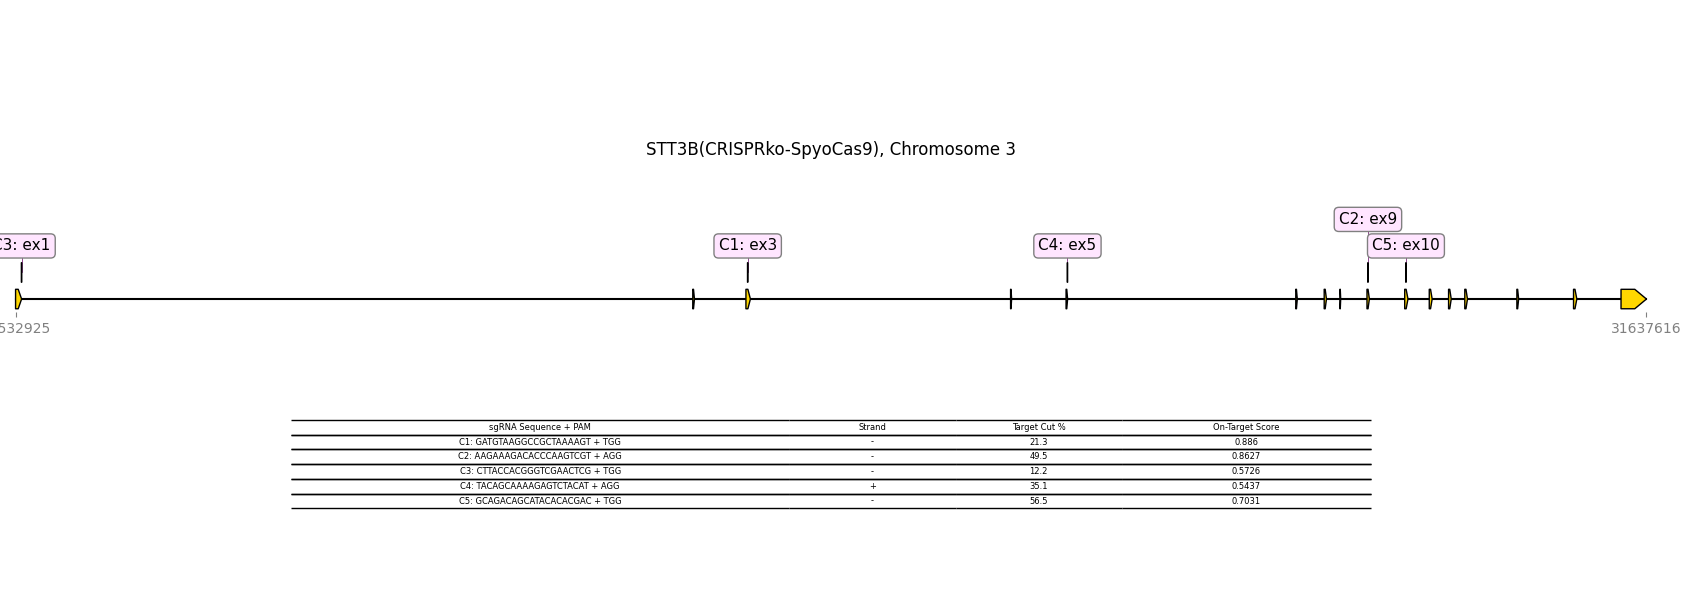 STT3B(CRISPRko-SpyoCas9), Chromosome 3
C2: ex9
C3: ex1
C1: ex3
C4: ex5
C5: ex10
532925
31637616
sgRNA Sequence + PAM Strand Target Cut % On-Target Score
C1: GATGTAAGGCCGCTAAAAGT + TGG - 21.3 0.886
C2: AAGAAAGACACCCAAGTCGT + AGG - 49.5 0.8627
C3: CTTACCACGGGTCGAACTCG + TGG - 12.2 0.5726
C4: TACAGCAAAAGAGTCTACAT + AGG + 35.1 0.5437
C5: GCAGACAGCATACACACGAC + TGG - 56.5 0.7031